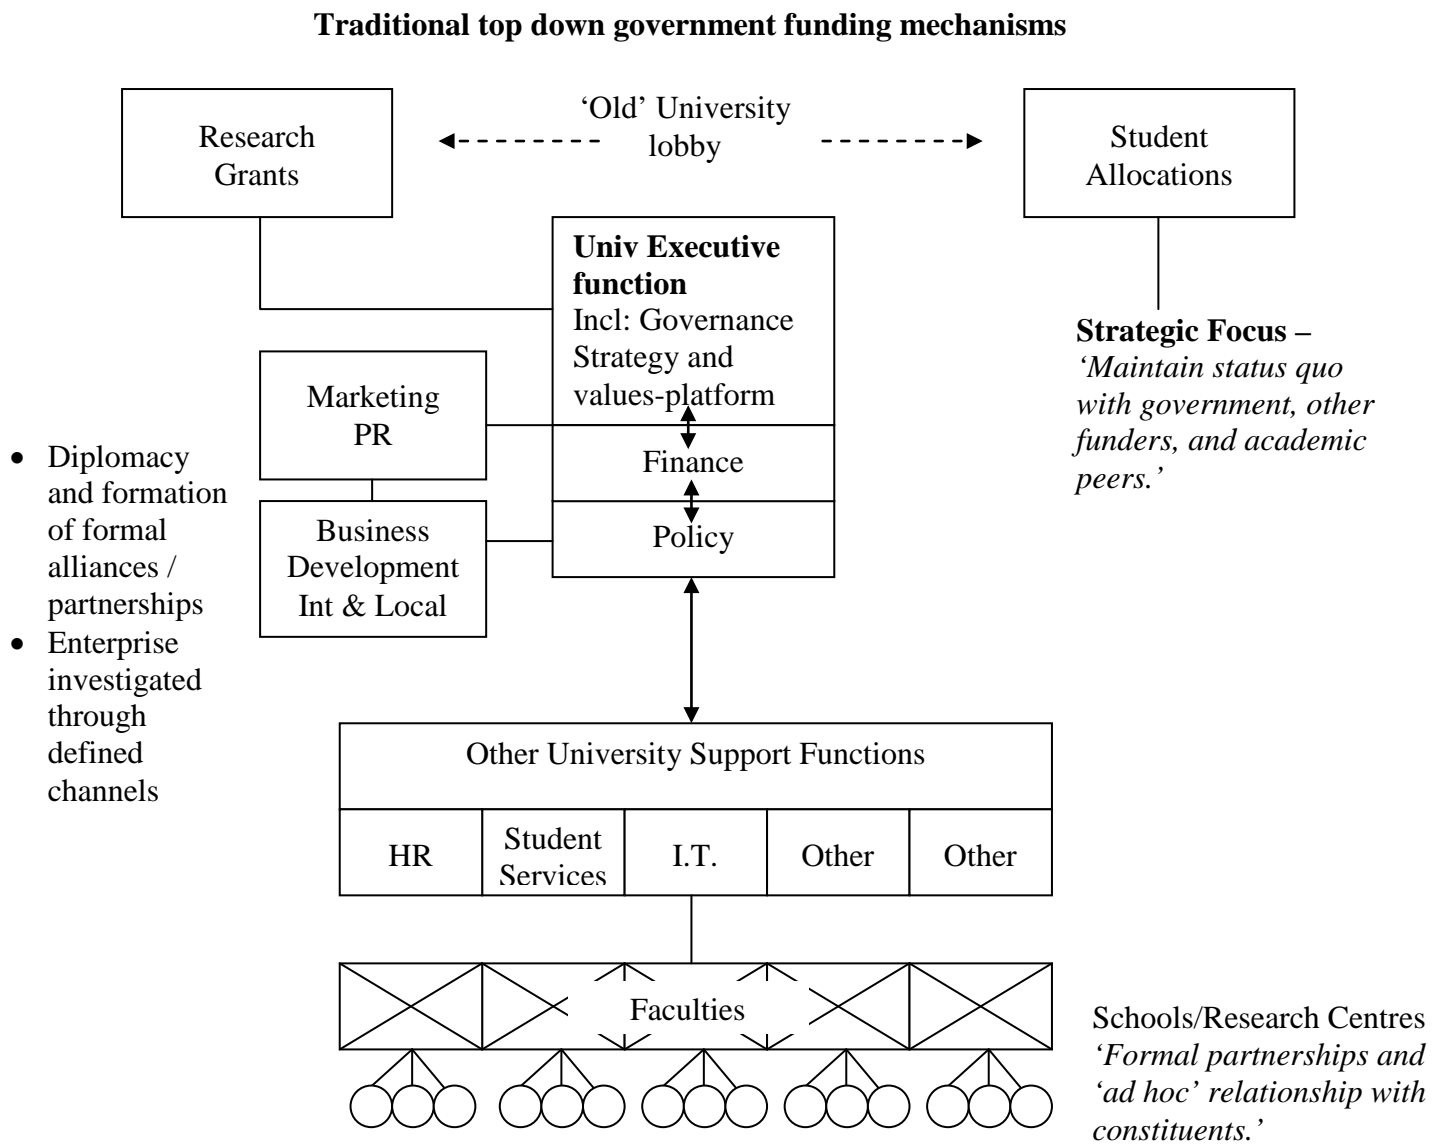 Traditional top down government funding mechanisms
Research
Grants
‘Old’ University
lobby
Student
Allocations
Univ Executive
function
Incl: Governance
Strategy and
values-platform
Finance
Policy
Strategic Focus –
‘Maintain status quo
with government, other
funders, and academic
peers.’
Marketing
PR
Business
Development
Int & Local
• Diplomacy
and formation
of formal
alliances /
partnerships
• Enterprise
investigated
through
defined
channels
Other University Support Functions
HR
Student
Services
I.T.
Other
Other
Faculties
Schools/Research Centres
‘Formal partnerships and
‘ad hoc’ relationship with
constituents.’